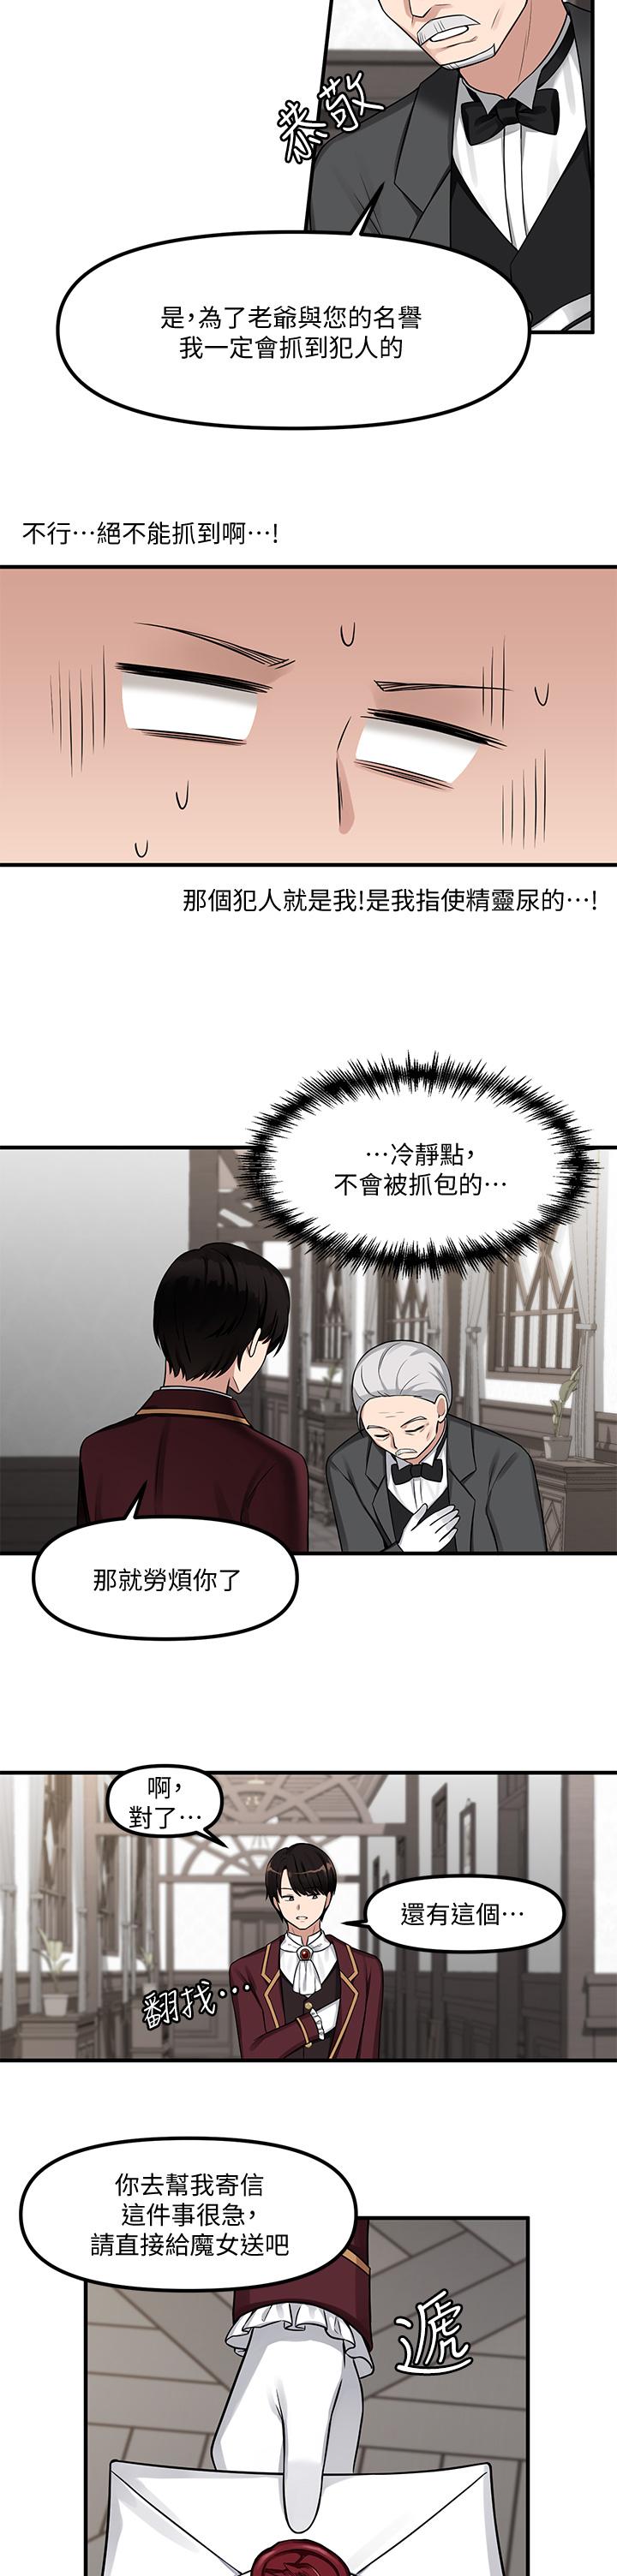 恭敬
是，為了老爺與您的名譽
我一定會抓到犯人的
不行⋯絕不能抓到啊⋯!
那個犯人就是我!是我指使精靈尿的⋯!
⋯冷靜點，
不會被抓包的⋯
那就勞煩你了
啊，
對了⋯
還有這個⋯
翻找⋯
你去幫我寄信
這件事很急，
請直接給魔女送吧
遞